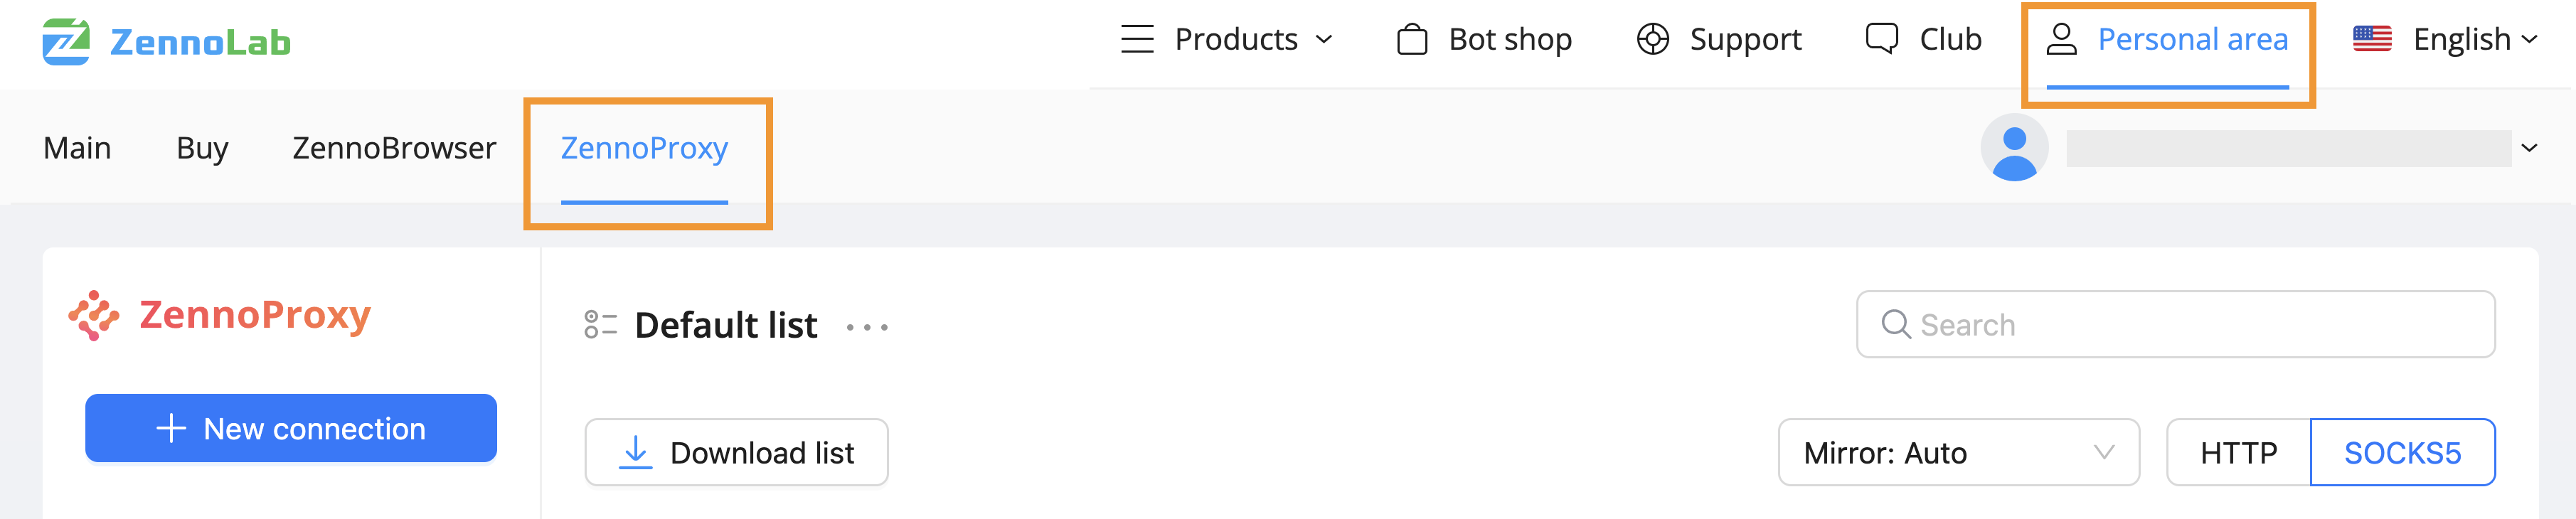 ZennoLab
Products
Bot shop
Support
Club
Personal area
English
Main
Buy
ZennoBrowser
ZennoProxy
ZennoProxy
New connection
Default list
Search
Download list
Mirror: Auto
HTTP
SOCKS5